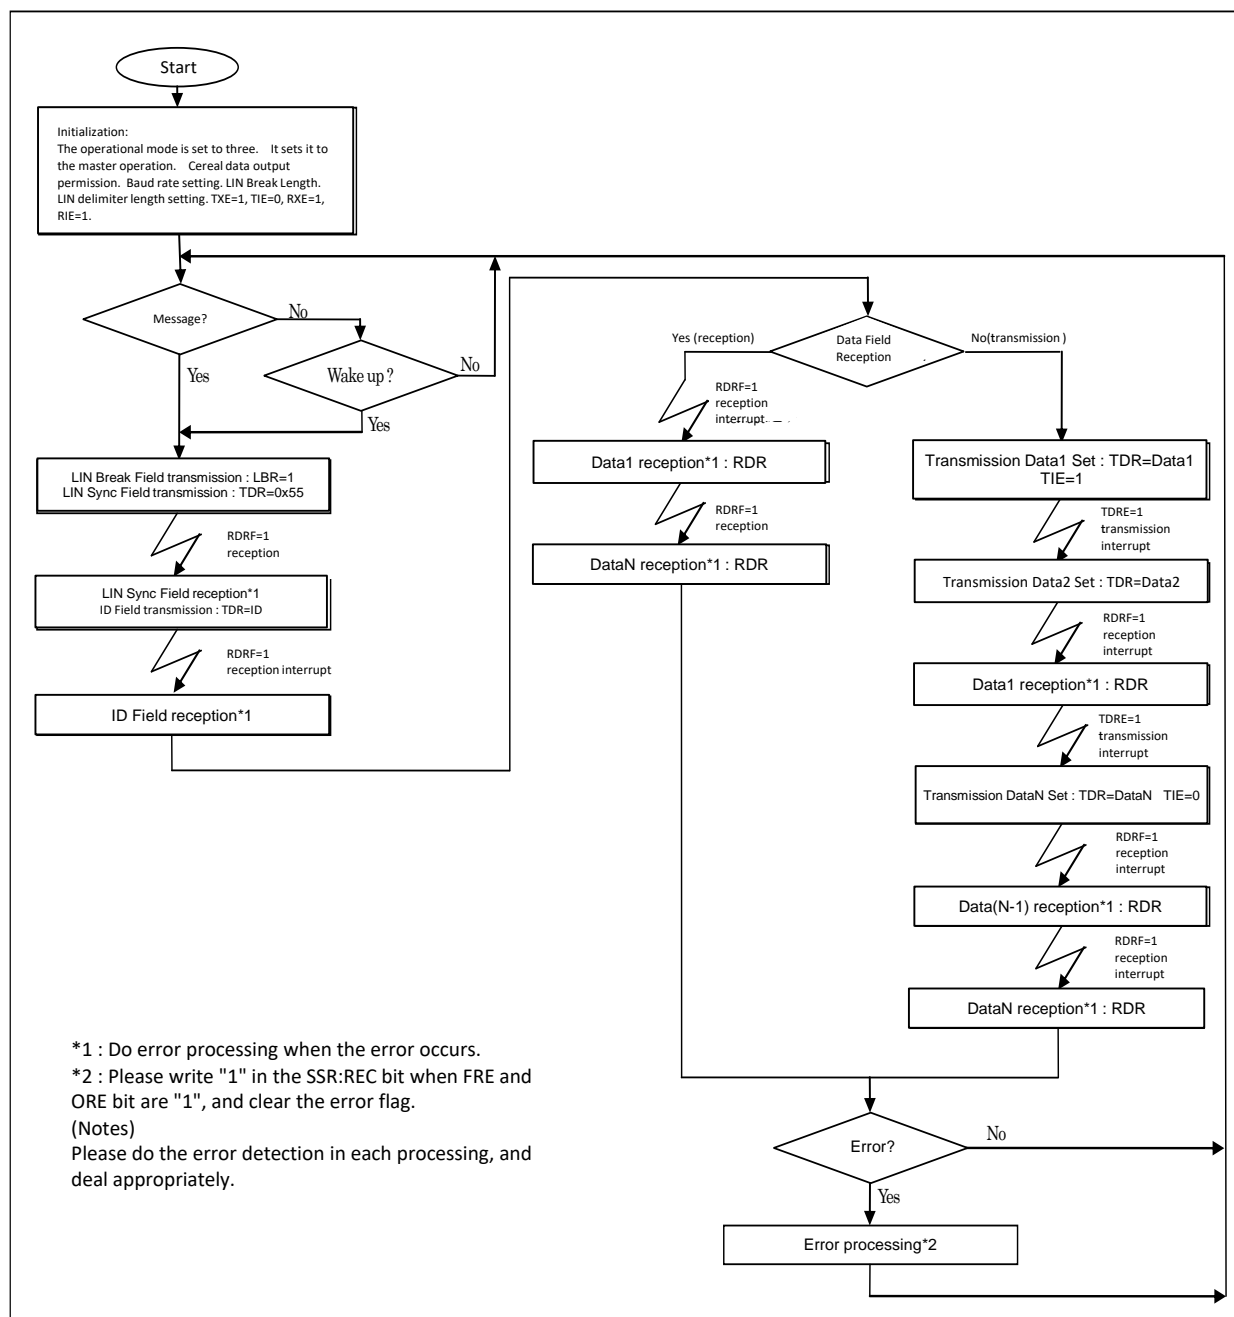 Start
Initialization:
The operational mode is set to three. It sets it to
the master operation. Cereal data output
permission. Baud rate setting. LIN Break Length.
LIN delimiter length setting. TXE=1, TIE=0, RXE=1,
RIE=1.
Message?
No
Yes
Wake up ?
No
Yes
LIN Break Field transmission : LBR=1
LIN Sync Field transmission : TDR=0x55
RDRF=1
reception
LIN Sync Field reception*1
ID Field transmission : TDR=ID
RDRF=1
reception interrupt
ID Field reception*1
Data Field
Reception
Yes (reception)
No(transmission )
RDRF=1
reception
interrupt
Data1 reception*1 : RDR
RDRF=1
reception
DataN reception*1 : RDR
Transmission Data1 Set : TDR=Data1
TIE=1
TDRE=1
transmission
interrupt
Transmission Data2 Set : TDR=Data2
RDRF=1
reception
interrupt
Data1 reception*1 : RDR
TDRE=1
transmission
interrupt
Transmission DataN Set : TDR=DataN TIE=0
RDRF=1
reception
interrupt
Data(N-1) reception*1 : RDR
RDRF=1
reception
interrupt
DataN reception*1 : RDR
Error?
No
Yes
Error processing*2
*1 : Do error processing when the error occurs.
*2 : Please write "1" in the SSR:REC bit when FRE and
ORE bit are "1", and clear the error flag.
(Notes)
Please do the error detection in each processing, and
deal appropriately.